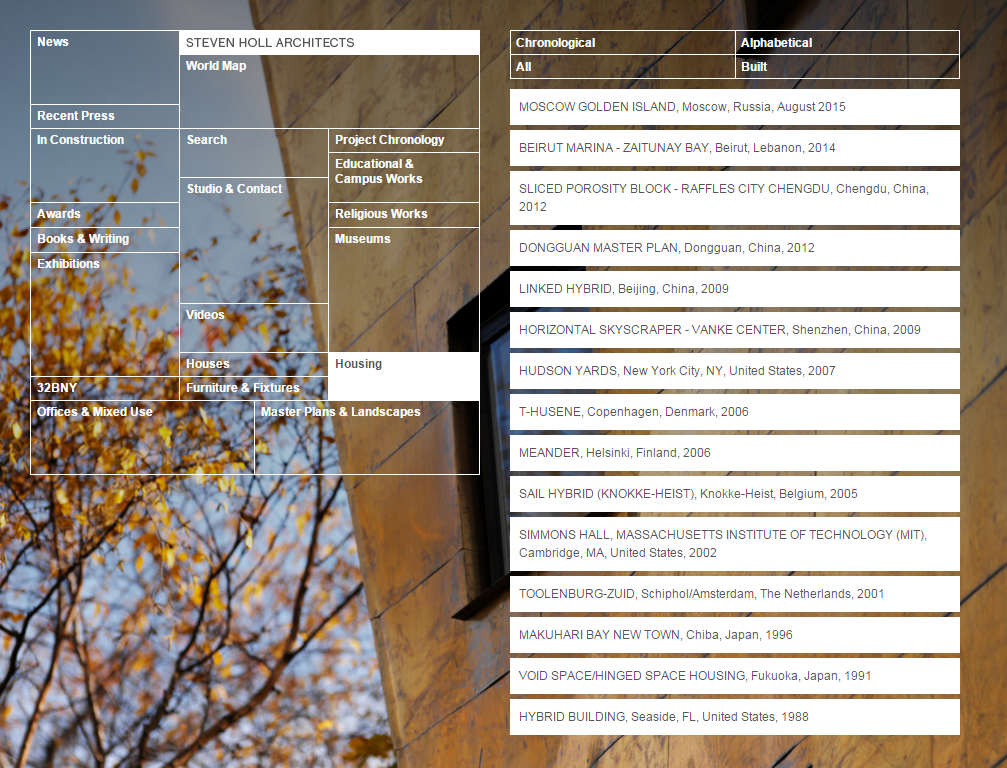 News
STEVEN HOLL ARCHITECTS
World Map
Recent Press
In Construction
Search
Project Chronology
Educational &
Campus Works
Studio & Contact
Awards
Religious Works
Books & Writing
Museums
Exhibitions
Videos
Houses
Housing
32BNY
Furniture & Fixtures
Offices & Mixed Use
Master Plans & Landscapes
Chronological
Alphabetical
All
Built
MOSCOW GOLDEN ISLAND, Moscow, Russia, August 2015
BEIRUT MARINA - ZAITUNAY BAY, Beirut, Lebanon, 2014
SLICED POROSITY BLOCK - RAFFLES CITY CHENGDU, Chengdu, China,
2012
DONGGUAN MASTER PLAN, Dongguan, China, 2012
LINKED HYBRID, Beijing, China, 2009
HORIZONTAL SKYSCRAPER - VANKE CENTER, Shenzhen, China, 2009
HUDSON YARDS, New York City, NY, United States, 2007
T-HUSENE, Copenhagen, Denmark, 2006
MEANDER, Helsinki, Finland, 2006
SAIL HYBRID (KNOKKE-HEIST), Knokke-Heist, Belgium, 2005
SIMMONS HALL, MASSACHUSETTS INSTITUTE OF TECHNOLOGY (MIT),
Cambridge, MA, United States, 2002
TOOLENBURG-ZUID, Schiphol/Amsterdam, The Netherlands, 2001
MAKUHARI BAY NEW TOWN, Chiba, Japan, 1996
VOID SPACE/HINGED SPACE HOUSING, Fukuoka, Japan, 1991
HYBRID BUILDING, Seaside, FL, United States, 1988